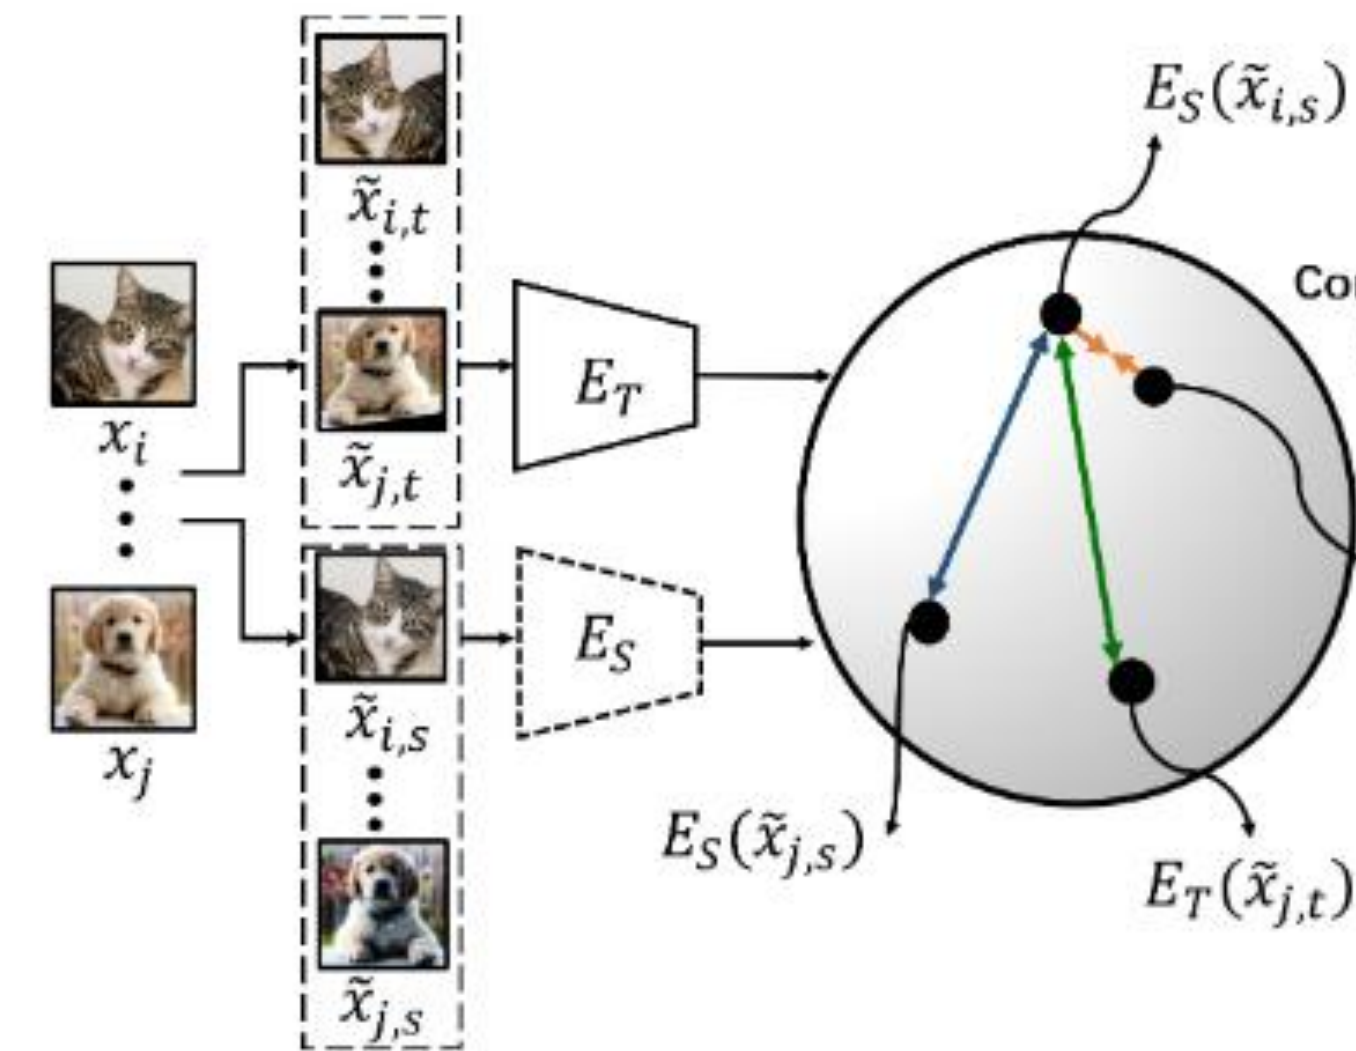 x̃_{i,t}
x̃_{j,t}
x_i
x_j
x̃_{i,s}
x̃_{j,s}
E_T
E_S
E_S(x̃_{i,s})
E_S(x̃_{j,s})
E_T(x̃_{j,t})